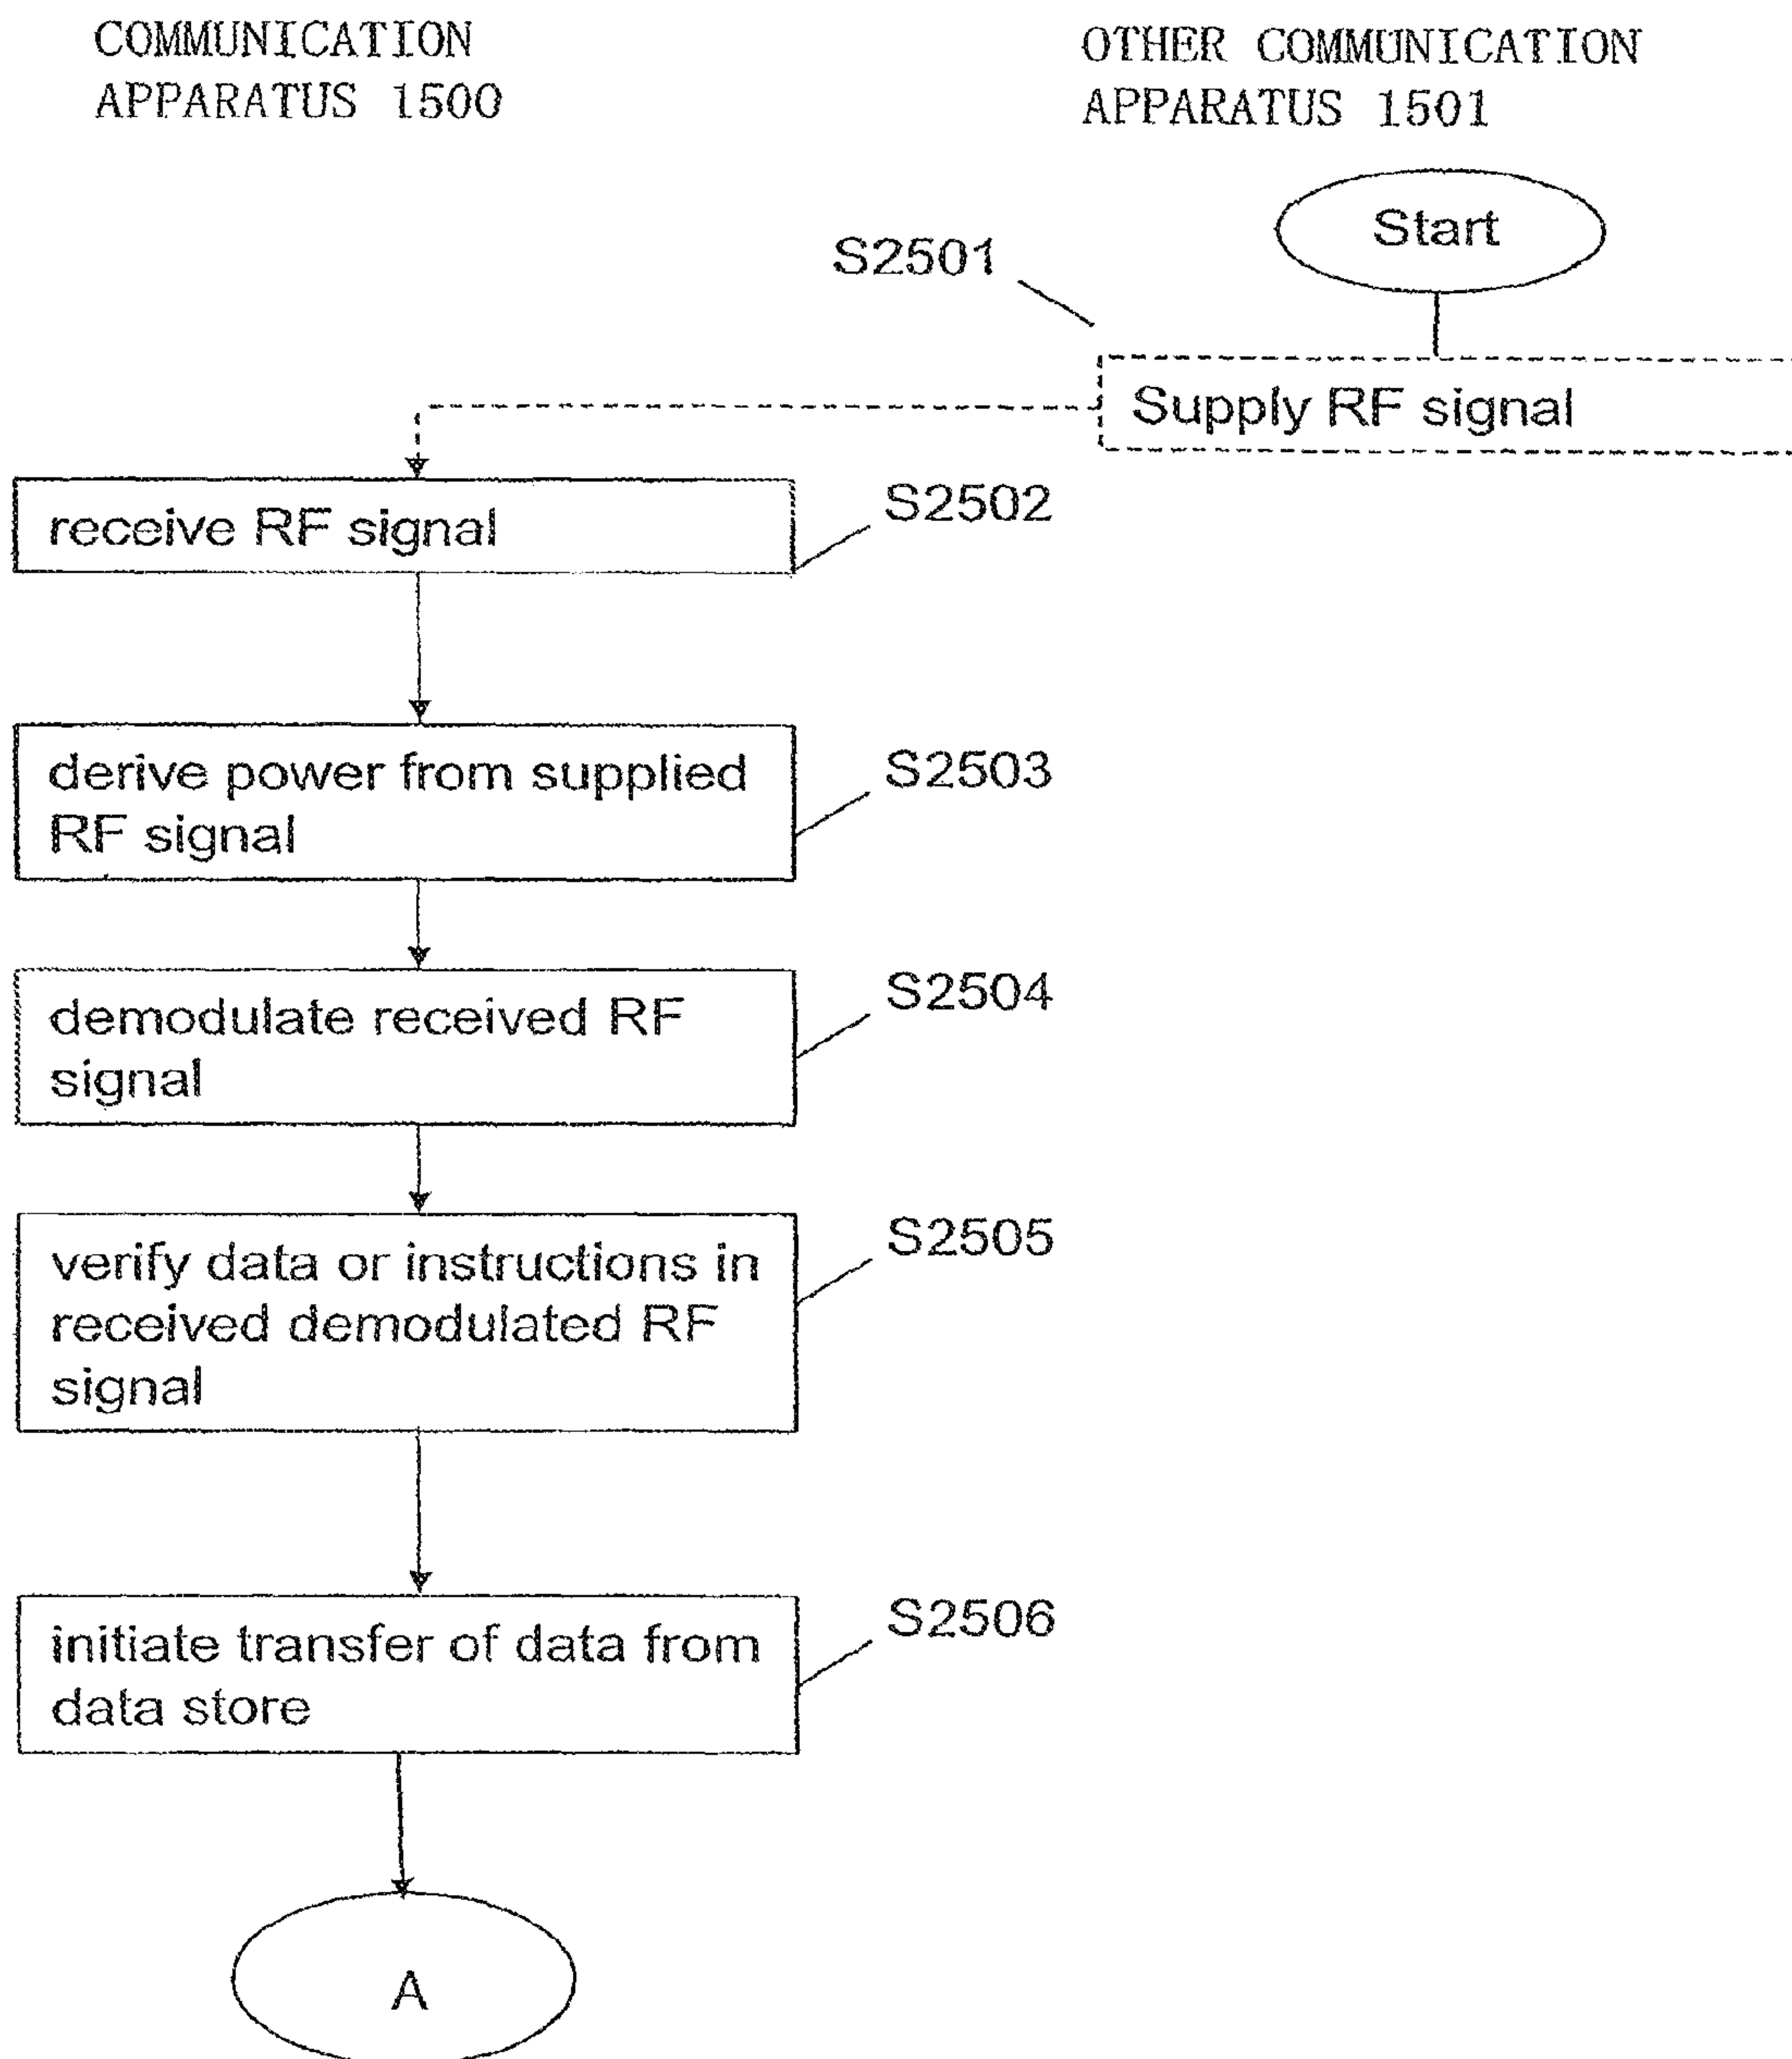 COMMUNICATION
APPARATUS 1500
OTHER COMMUNICATION
APPARATUS 1501
Start
S2501
Supply RF signal
receive RF signal
S2502
derive power from supplied
RF signal
S2503
demodulate received RF
signal
S2504
verify data or instructions in
received demodulated RF
signal
S2505
initiate transfer of data from
data store
S2506
A